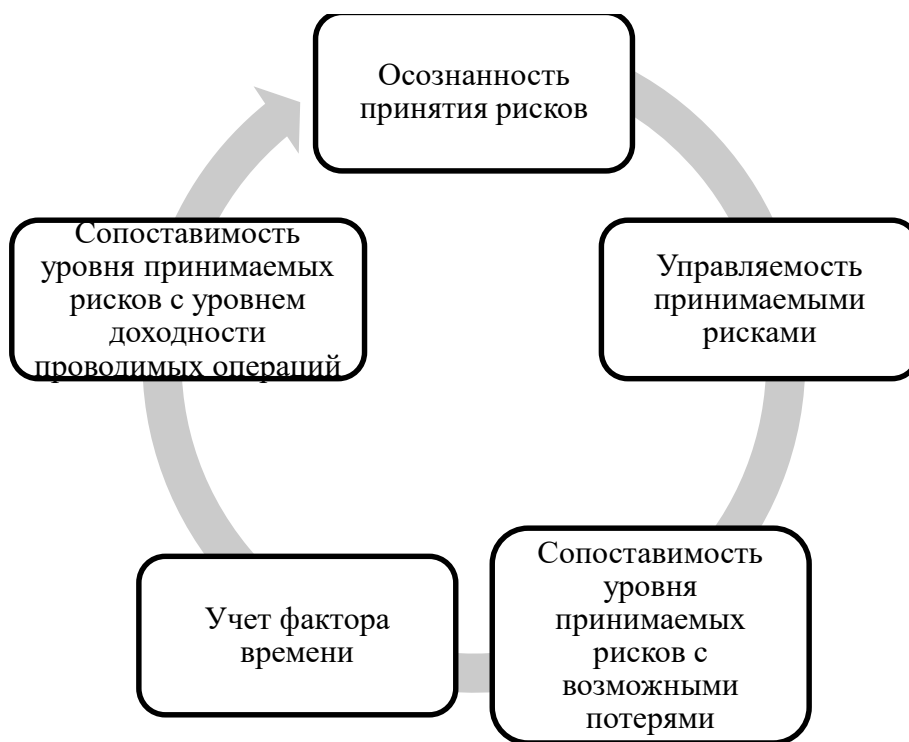 Осознанность
принятия рисков
Управляемость
принимаемыми
рисками
Сопоставимость
уровня
принимаемых
рисков с
возможными
потерями
Учет фактора
времени
Сопоставимость
уровня принимаемых
рисков с уровнем
доходности
проводимых операций